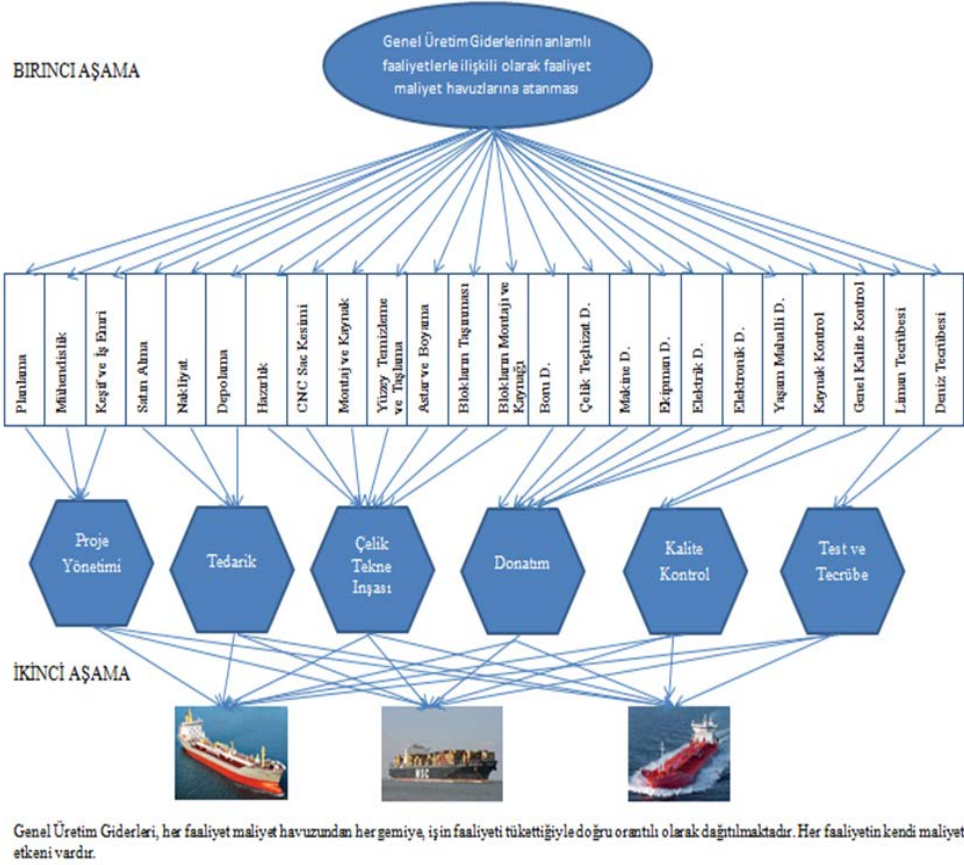 Genel Üretim Giderlerinin anlamlı
faaliyetlerle ilişkili olarak faaliyet
maliyet havuzlarına atanması
BIRINCI AŞAMA
Planlama
Mühendislik
Keşif ve İş Emri
Satın Alma
Nakliyat
Depolama
Hazırlık
CNC Sac Kesimi
Montaj ve Kaynak
Yüzey Temizleme
ve Taşlama
Astar ve Boyama
Blokların Taşınması
Blokların Montajı ve
Kaynağı
Boru D.
Çelik Teçhizat D.
Makine D.
Ekipman D.
Elektrik D.
Elektronik D.
Yaşam Mahalli D.
Kaynak Kontrol
Genel Kalite Kontrol
Liman Tecrübesi
Deniz Tecrübesi
Proje
Yönetimi
Tedarik
Çelik
Tekne
İnşası
Donatım
Kalite
Kontrol
Test ve
Tecrübe
İKİNCİ AŞAMA
MSC
Genel Üretim Giderleri, her faaliyet maliyet havuzundan her gemiye, işin faaliyeti tükettiğiyle doğru orantılı olarak dağıtılmaktadır. Her faaliyetin kendi maliyet
etkeni vardır.